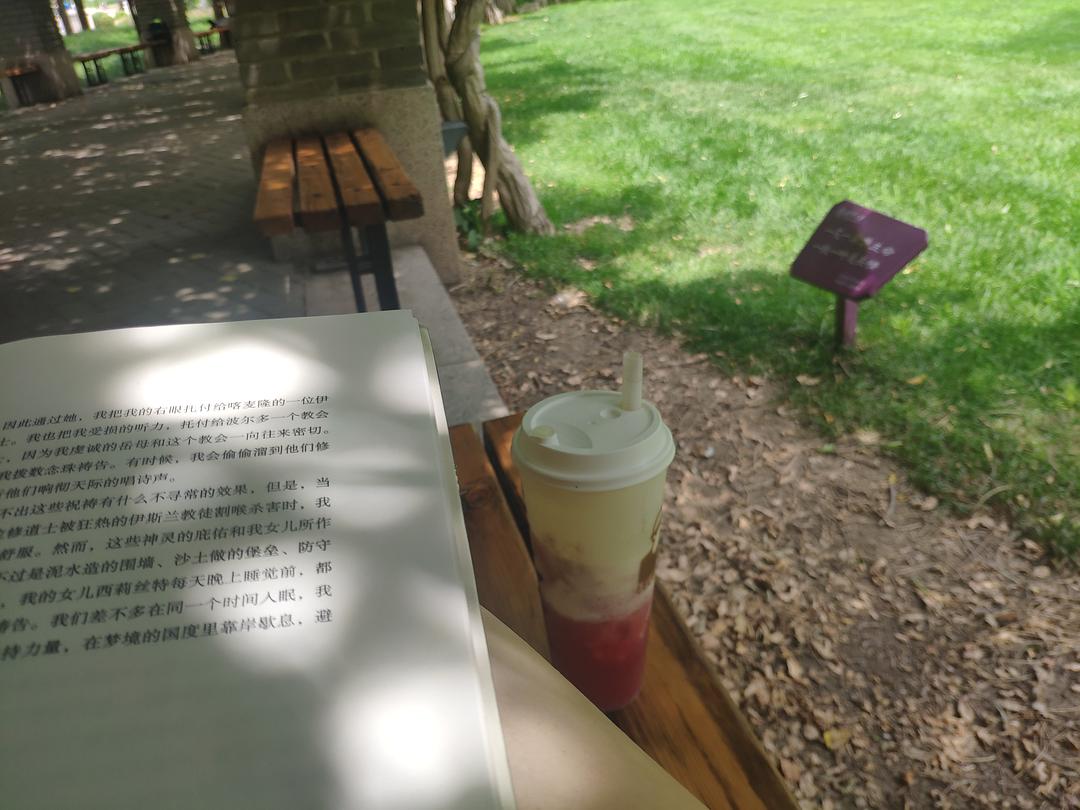 因此通过她，我把我的右眼托付给喀麦隆的一位伊
士。我也把我受损的听力，托付给波尔多一个教会
，因为我虔诚的岳母和这个教会一向往来密切。
我拨数念珠祷告。有时候，我会偷偷溜到他们修
他们响彻天际的唱诗声。
不出这些祝祷有什么不寻常的效果，但是，当
修道士被狂热的伊斯兰教徒割喉杀害时，我
舒服。然而，这些神灵的庇佑和我女儿所作
不过是泥水造的围墙、沙土做的堡垒、防守
，我的女儿西莉丝特每天晚上睡觉前，都
祷告。我们差不多在同一个时间入眠，我
持力量，在梦境的国度里靠岸歇息，避